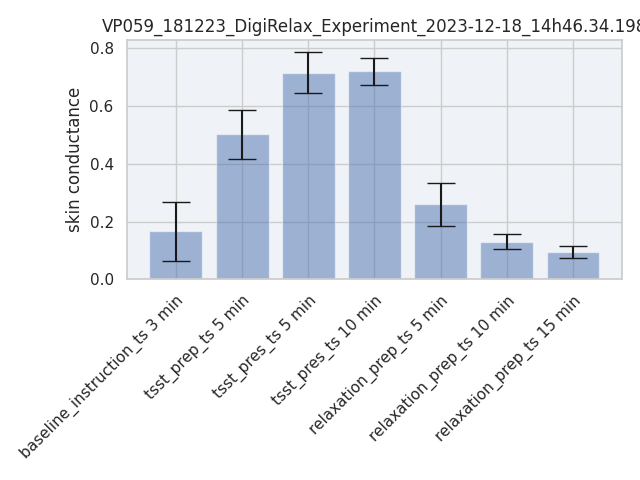 VP059_181223_DigiRelax_Experiment_2023-12-18_14h46.34.198
0.8
0.6
0.4
0.2
0.0
skin conductance
baseline_instruction_ts 3 min
tsst_prep_ts 5 min
tsst_pres_ts 5 min
tsst_pres_ts 10 min
relaxation_prep_ts 5 min
relaxation_prep_ts 10 min
relaxation_prep_ts 15 min